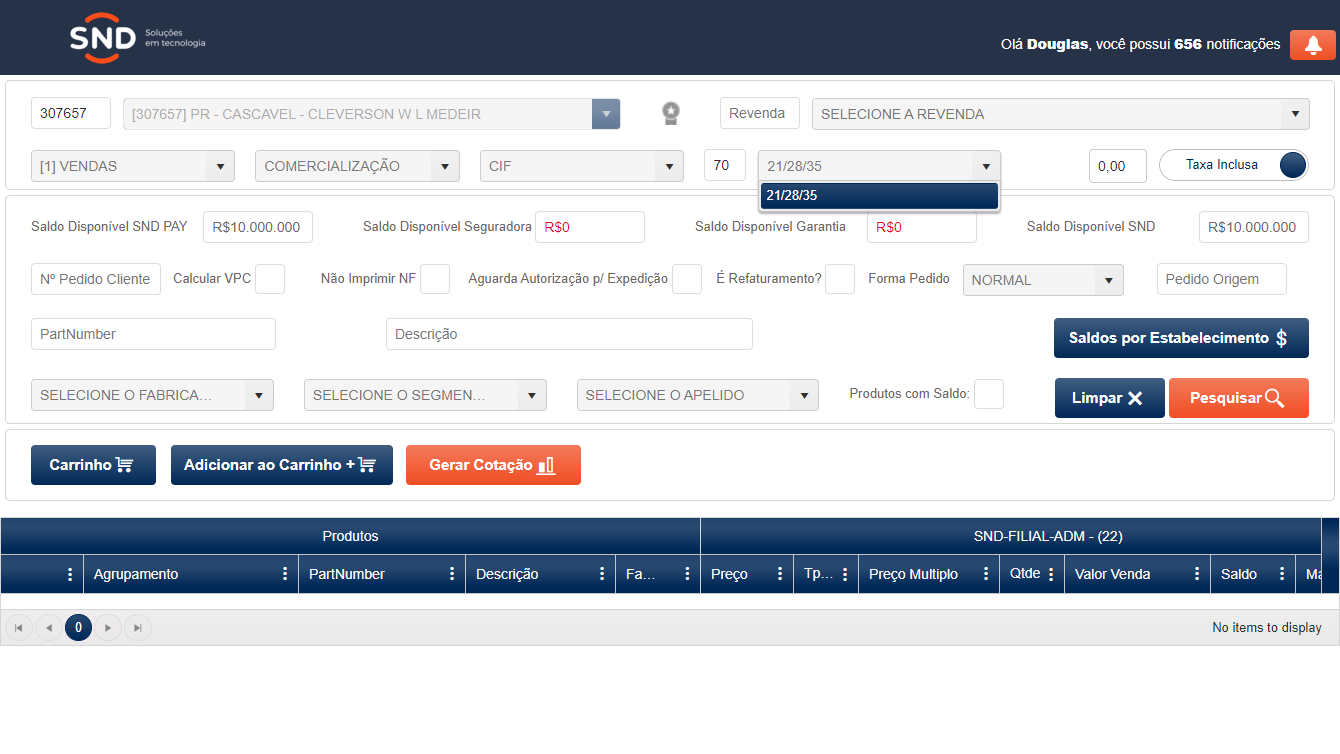 SND Soluções
em tecnologia
Olá Douglas, você possui 656 notificações
307657 [307657] PR - CASCAVEL - CLEVERSON W L MEDEIR Revenda SELECIONE A REVENDA
[1] VENDAS COMERCIALIZAÇÃO CIF 70 21/28/35 0,00 Taxa Inclusa
21/28/35
Saldo Disponível SND PAY R$10.000.000 Saldo Disponível Seguradora R$0 Saldo Disponível Garantia R$0 Saldo Disponível SND R$10.000.000
Nº Pedido Cliente Calcular VPC Não Imprimir NF Aguarda Autorização p/ Expedição É Refaturamento? Forma Pedido NORMAL Pedido Origem
PartNumber Descrição Saldos por Estabelecimento $
SELECIONE O FABRICA... SELECIONE O SEGMEN... SELECIONE O APELIDO Produtos com Saldo: Limpar Pesquisar
Carrinho Adicionar ao Carrinho + Gerar Cotação
Produtos SND-FILIAL-ADM - (22)
Agrupamento PartNumber Descrição Fa... Preço Tp... Preço Multiplo Qtde Valor Venda Saldo Ma
0 No items to display